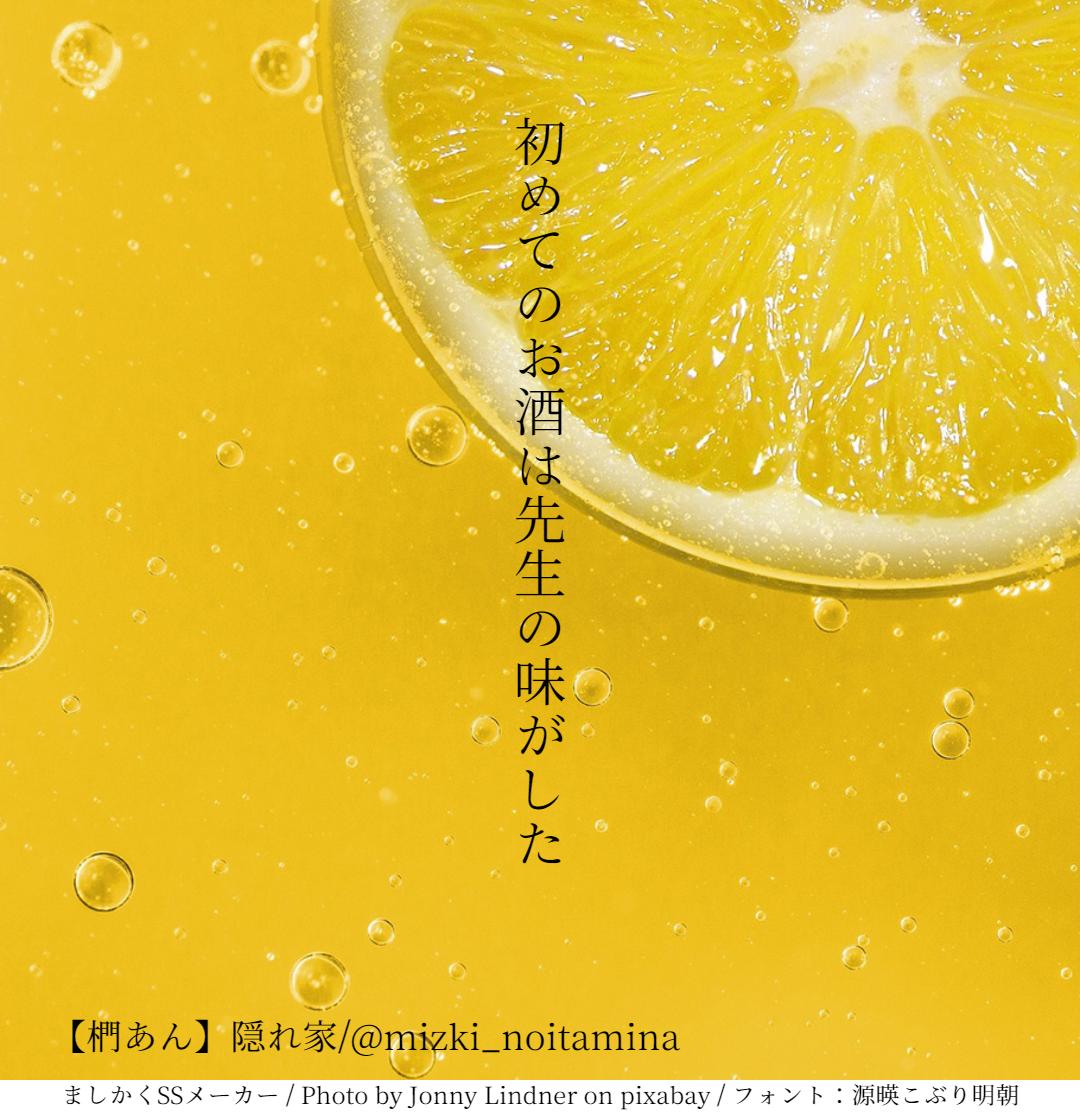 初めてのお酒は先生の味がした
【椚あん】隠れ家/@mizki_noitamina
ましかくSSメーカー / Photo by Jonny Lindner on pixabay / フォント：源暎こぶり明朝